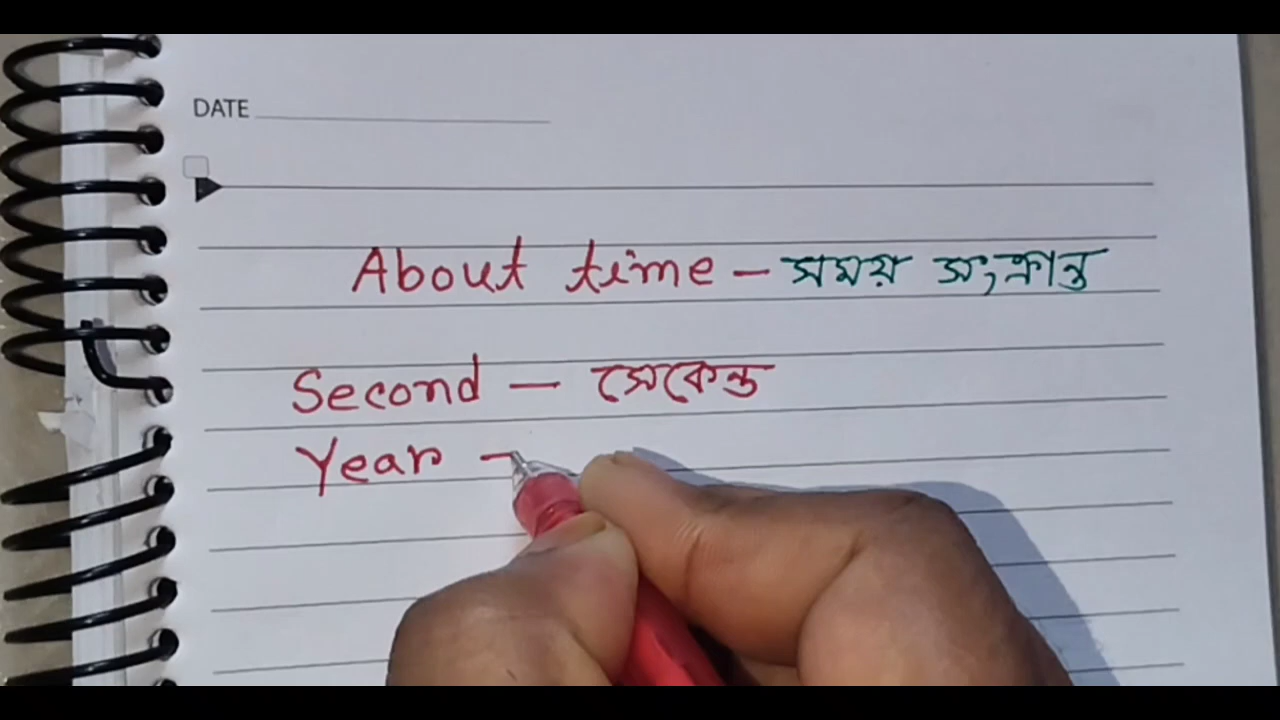 DATE
About time - সময় সংক্রান্ত
Second - সেকেন্ড
Year -